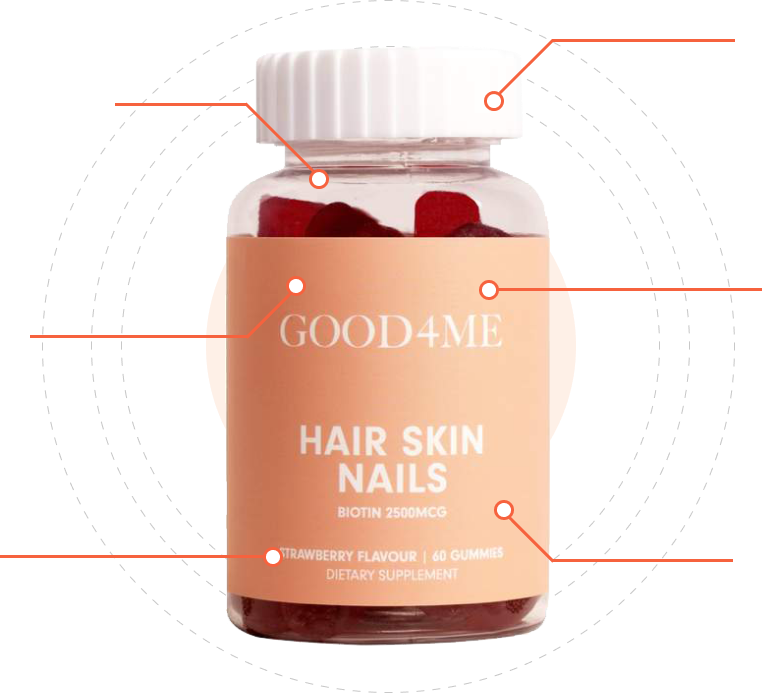 GOOD4ME
HAIR SKIN
NAILS
BIOTIN 2500MCG
STRAWBERRY FLAVOUR | 60 GUMMIES
DIETARY SUPPLEMENT